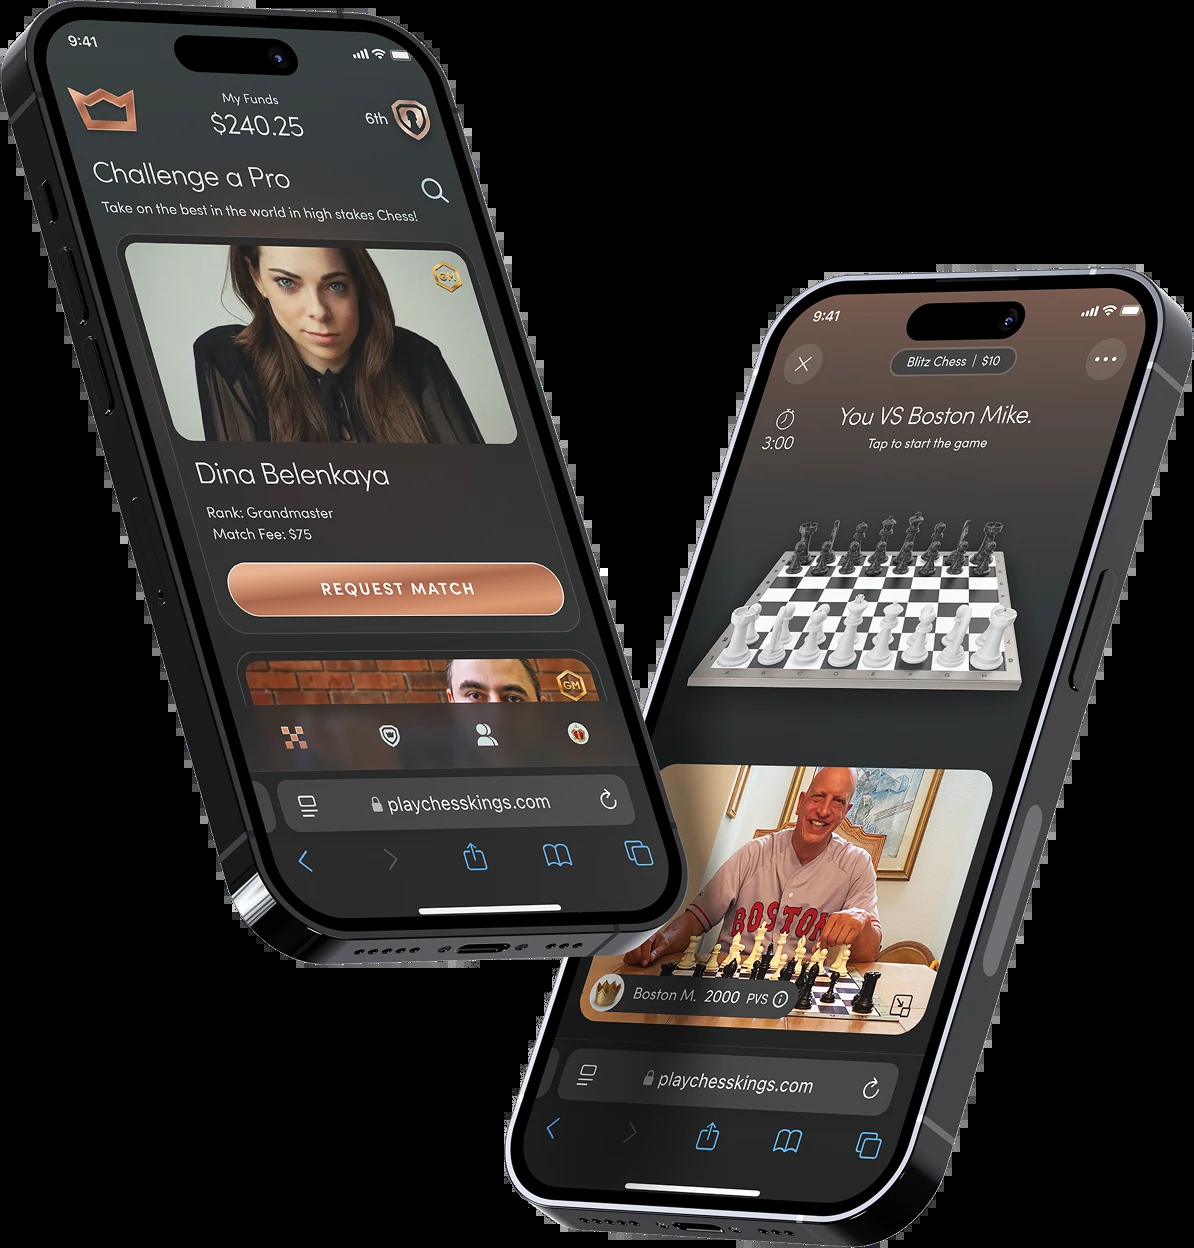 9:41
My Funds
$240.25
6th
Challenge a Pro
Take on the best in the world in high stakes Chess!
GM
Dina Belenkaya
Rank: Grandmaster
Match Fee: $75
REQUEST MATCH
GM
playchesskings.com
9:41
Blitz Chess | $10
You VS Boston Mike.
Tap to start the game
3:00
BOSTON
Boston M. 2000 PVS
playchesskings.com